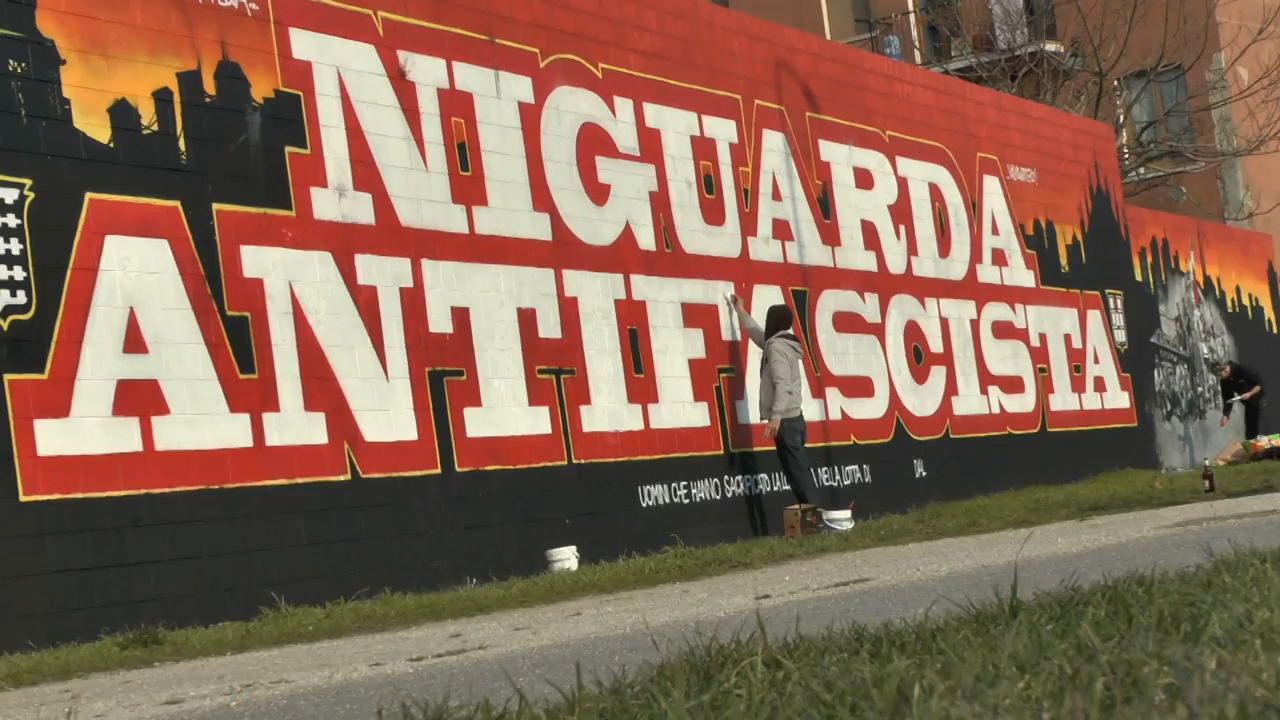 NIGUARDA
ANTIFASCISTA
UOMINI CHE HANNO SACRIFICATO LA NELLA LOTTA DI DAL